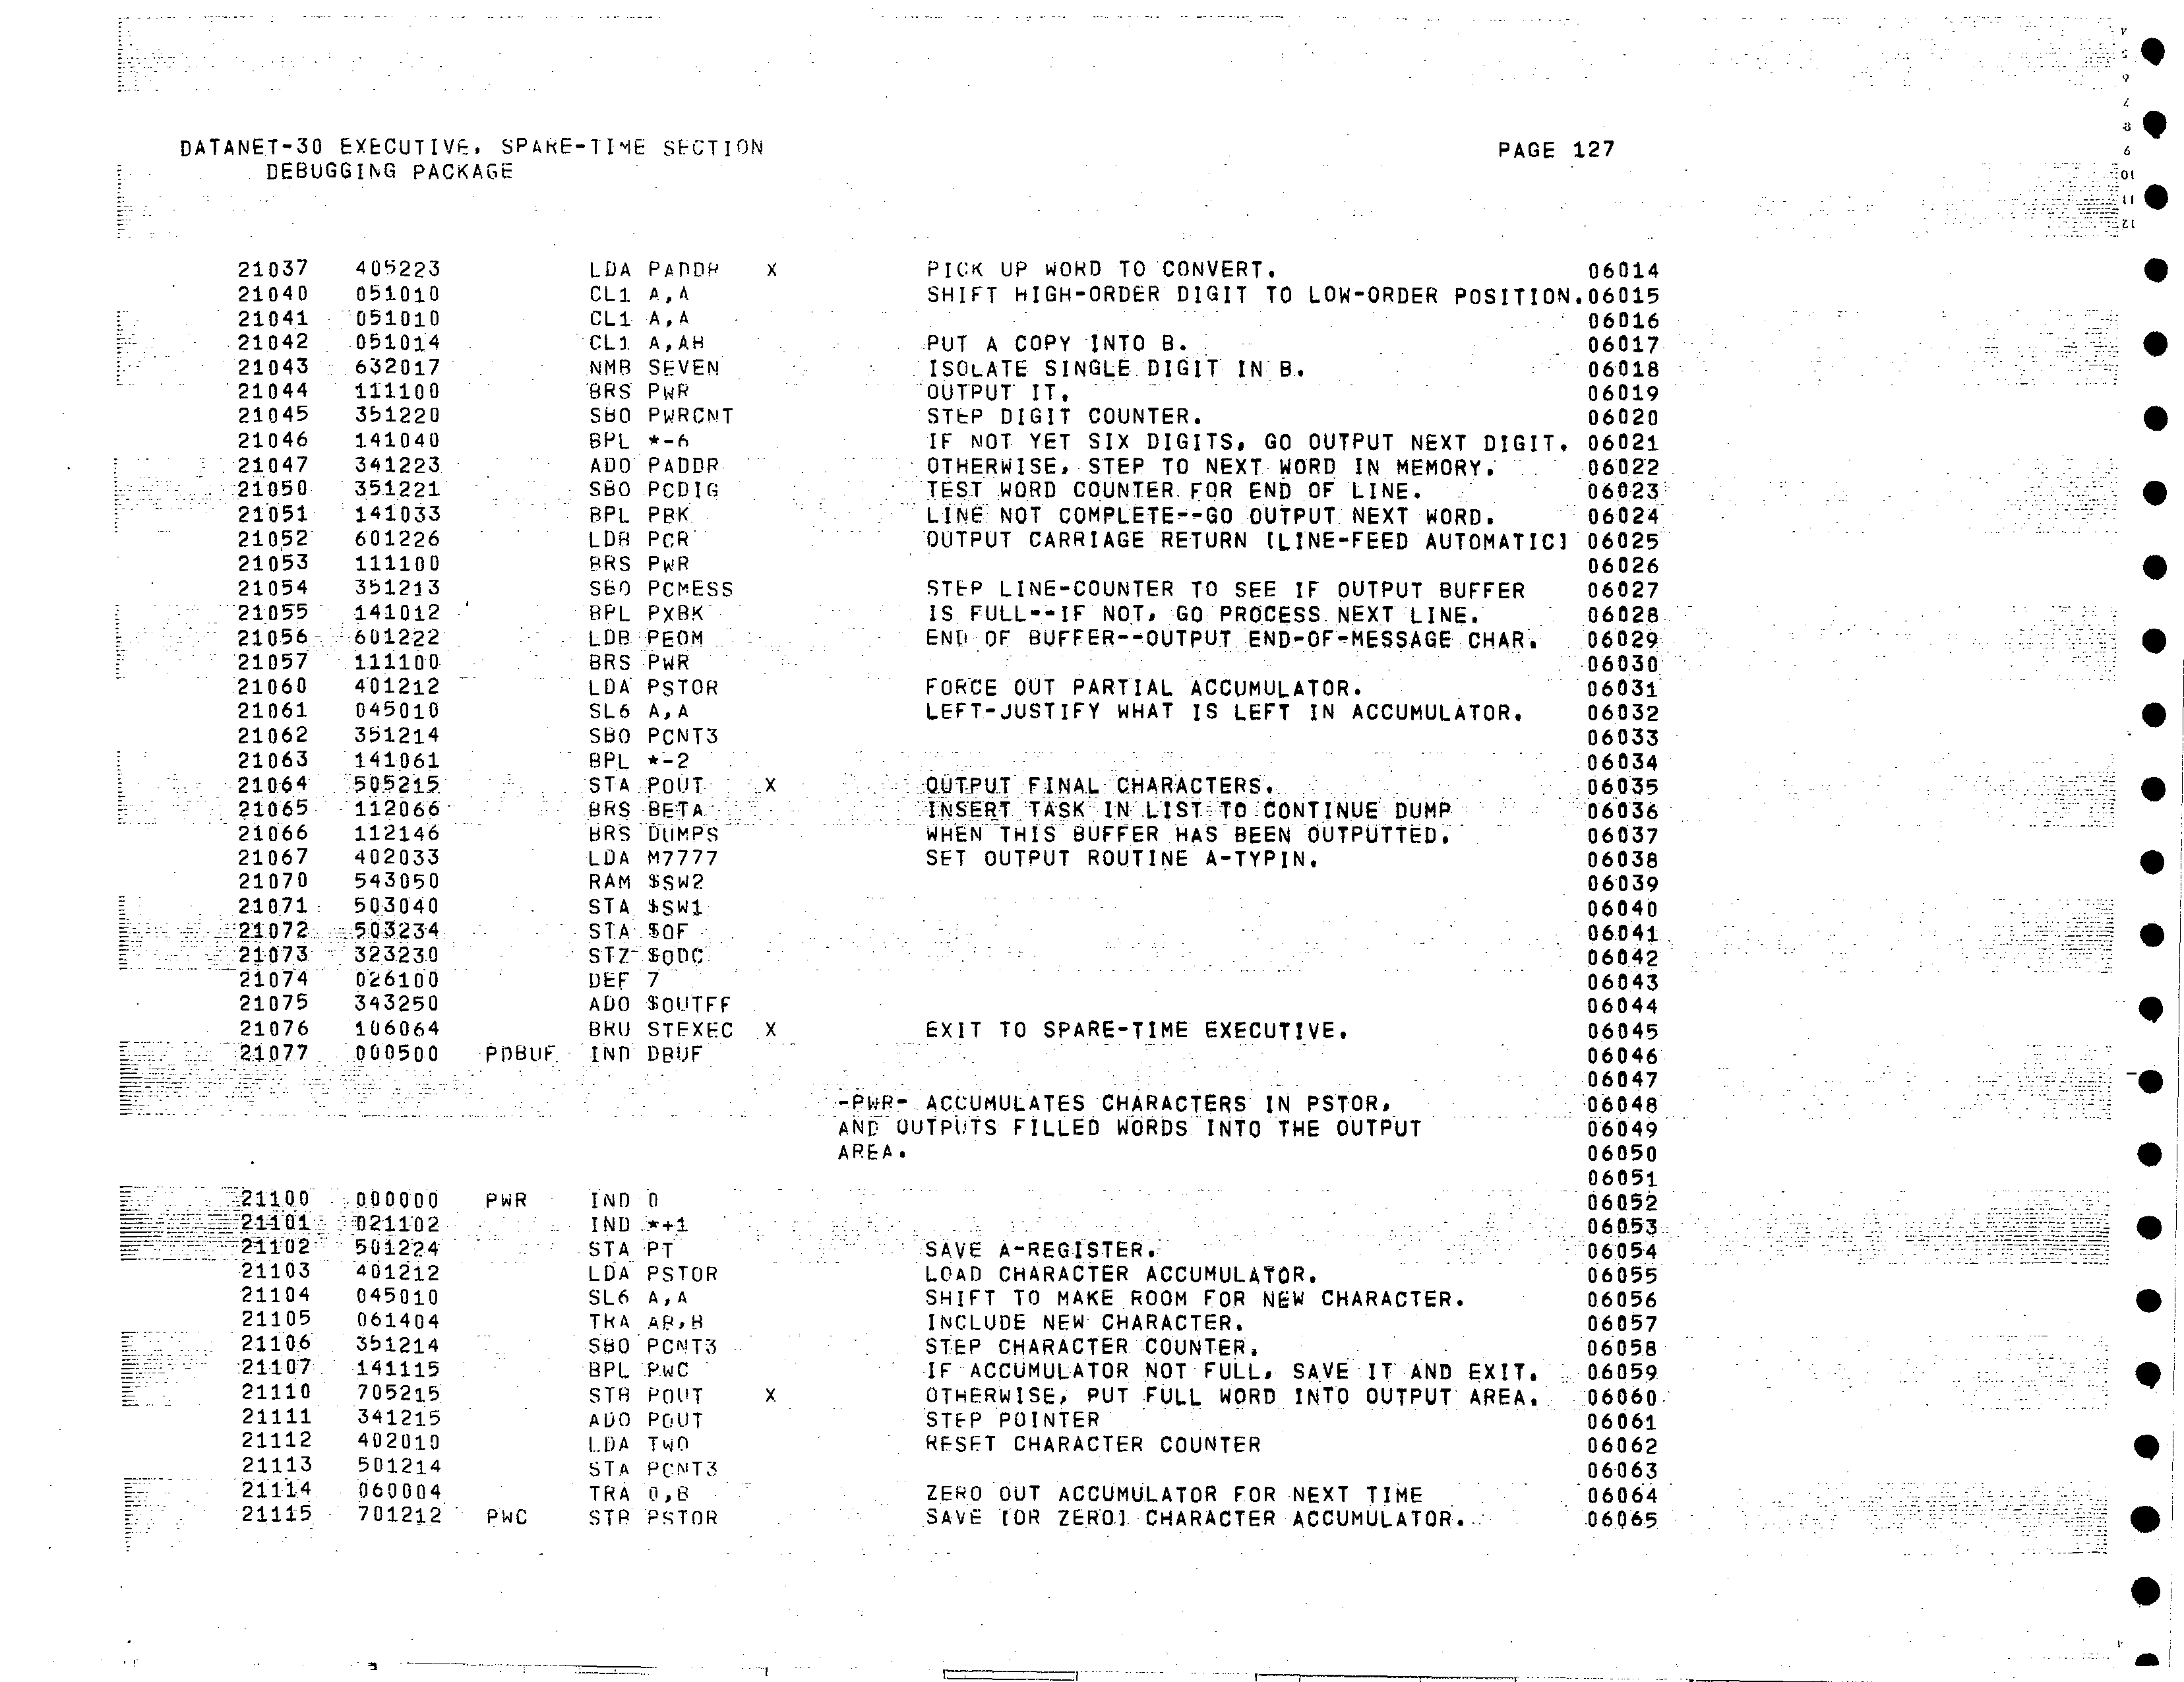 DATANET-30 EXECUTIVE, SPARE-TIME SECTION PAGE 127
DEBUGGING PACKAGE
21037 405223 LDA PADDR X PICK UP WORD TO CONVERT. 06014
21040 051010 CL1 A,A SHIFT HIGH-ORDER DIGIT TO LOW-ORDER POSITION.06015
21041 051010 CL1 A,A 06016
21042 051014 CL1 A,AB PUT A COPY INTO B. 06017
21043 632017 NMB SEVEN ISOLATE SINGLE DIGIT IN B. 06018
21044 111100 BRS PWR OUTPUT IT. 06019
21045 351220 SBO PWRCNT STEP DIGIT COUNTER. 06020
21046 141040 BPL *-6 IF NOT YET SIX DIGITS, GO OUTPUT NEXT DIGIT. 06021
21047 341223 ADO PADDR OTHERWISE, STEP TO NEXT WORD IN MEMORY. 06022
21050 351221 SBO PCDIG TEST WORD COUNTER FOR END OF LINE. 06023
21051 141033 BPL PBK LINE NOT COMPLETE--GO OUTPUT NEXT WORD. 06024
21052 601226 LDB PCR OUTPUT CARRIAGE RETURN [LINE-FEED AUTOMATIC] 06025
21053 111100 BRS PWR 06026
21054 351213 SBO PCMESS STEP LINE-COUNTER TO SEE IF OUTPUT BUFFER 06027
21055 141012 BPL PXBK IS FULL--IF NOT, GO PROCESS NEXT LINE. 06028
21056 601222 LDB PEOM END OF BUFFER--OUTPUT END-OF-MESSAGE CHAR. 06029
21057 111100 BRS PWR 06030
21060 401212 LDA PSTOR FORCE OUT PARTIAL ACCUMULATOR. 06031
21061 045010 SL6 A,A LEFT-JUSTIFY WHAT IS LEFT IN ACCUMULATOR. 06032
21062 351214 SBO PCNT3 06033
21063 141061 BPL *-2 06034
21064 505215 STA POUT X OUTPUT FINAL CHARACTERS. 06035
21065 112066 BRS BETA INSERT TASK IN LIST TO CONTINUE DUMP 06036
21066 112146 BRS DUMPS WHEN THIS BUFFER HAS BEEN OUTPUTTED. 06037
21067 402033 LDA M7777 SET OUTPUT ROUTINE A-TYPIN. 06038
21070 543050 RAM $SW2 06039
21071 503040 STA $SW1 06040
21072 503234 STA $OF 06041
21073 323230 STZ $ODC 06042
21074 026100 DEF 7 06043
21075 343250 ADO $OUTFF 06044
21076 106064 BRU STEXEC X EXIT TO SPARE-TIME EXECUTIVE. 06045
21077 000500 PDBUF IND DBUF 06046
06047
-PWR- ACCUMULATES CHARACTERS IN PSTOR, 06048
AND OUTPUTS FILLED WORDS INTO THE OUTPUT 06049
AREA. 06050
06051
21100 000000 PWR IND 0 06052
21101 021102 IND *+1 06053
21102 501224 STA PT SAVE A-REGISTER. 06054
21103 401212 LDA PSTOR LOAD CHARACTER ACCUMULATOR. 06055
21104 045010 SL6 A,A SHIFT TO MAKE ROOM FOR NEW CHARACTER. 06056
21105 061404 TRA AB,B INCLUDE NEW CHARACTER. 06057
21106 351214 SBO PCNT3 STEP CHARACTER COUNTER. 06058
21107 141115 BPL PWC IF ACCUMULATOR NOT FULL, SAVE IT AND EXIT. 06059
21110 705215 STB POUT X OTHERWISE, PUT FULL WORD INTO OUTPUT AREA. 06060
21111 341215 ADO POUT STEP POINTER 06061
21112 402010 LDA TWO RESET CHARACTER COUNTER 06062
21113 501214 STA PCNT3 06063
21114 060004 TRA 0,B ZERO OUT ACCUMULATOR FOR NEXT TIME 06064
21115 701212 PWC STB PSTOR SAVE [OR ZERO] CHARACTER ACCUMULATOR. 06065